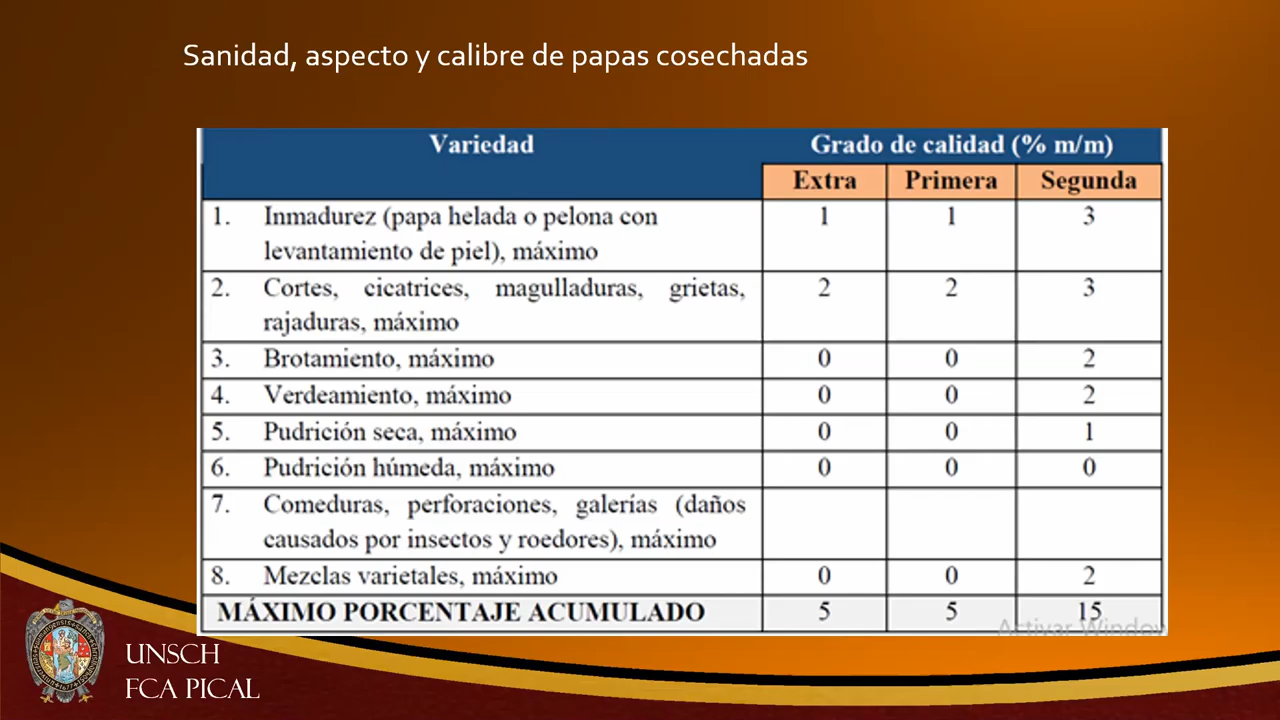 Sanidad, aspecto y calibre de papas cosechadas
Variedad Grado de calidad (% m/m)
Extra Primera Segunda
1. Inmadurez (papa helada o pelona con 1 1 3
levantamiento de piel), máximo
2. Cortes, cicatrices, magulladuras, grietas, 2 2 3
rajaduras, máximo
3. Brotamiento, máximo 0 0 2
4. Verdeamiento, máximo 0 0 2
5. Pudrición seca, máximo 0 0 1
6. Pudrición húmeda, máximo 0 0 0
7. Comeduras, perforaciones, galerías (daños
causados por insectos y roedores), máximo
8. Mezclas varietales, máximo 0 0 2
MÁXIMO PORCENTAJE ACUMULADO 5 5 15
Activar Window
UNSCH
FCA PICAL